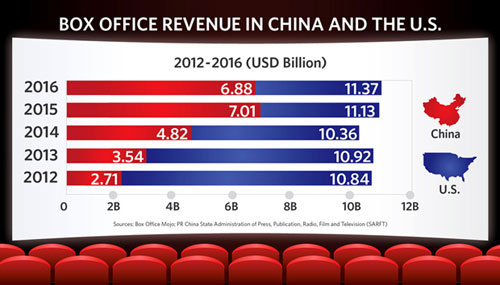 BOX OFFICE REVENUE IN CHINA AND THE U.S.
2012-2016 (USD Billion)
2016 6.88 11.37
2015 7.01 11.13
2014 4.82 10.36
2013 3.54 10.92
2012 2.71 10.84
China
U.S.
0 2B 4B 6B 8B 10B 12B
Sources: Box Office Mojo; PR China State Administration of Press, Publication, Radio, Film and Television (SARFT)